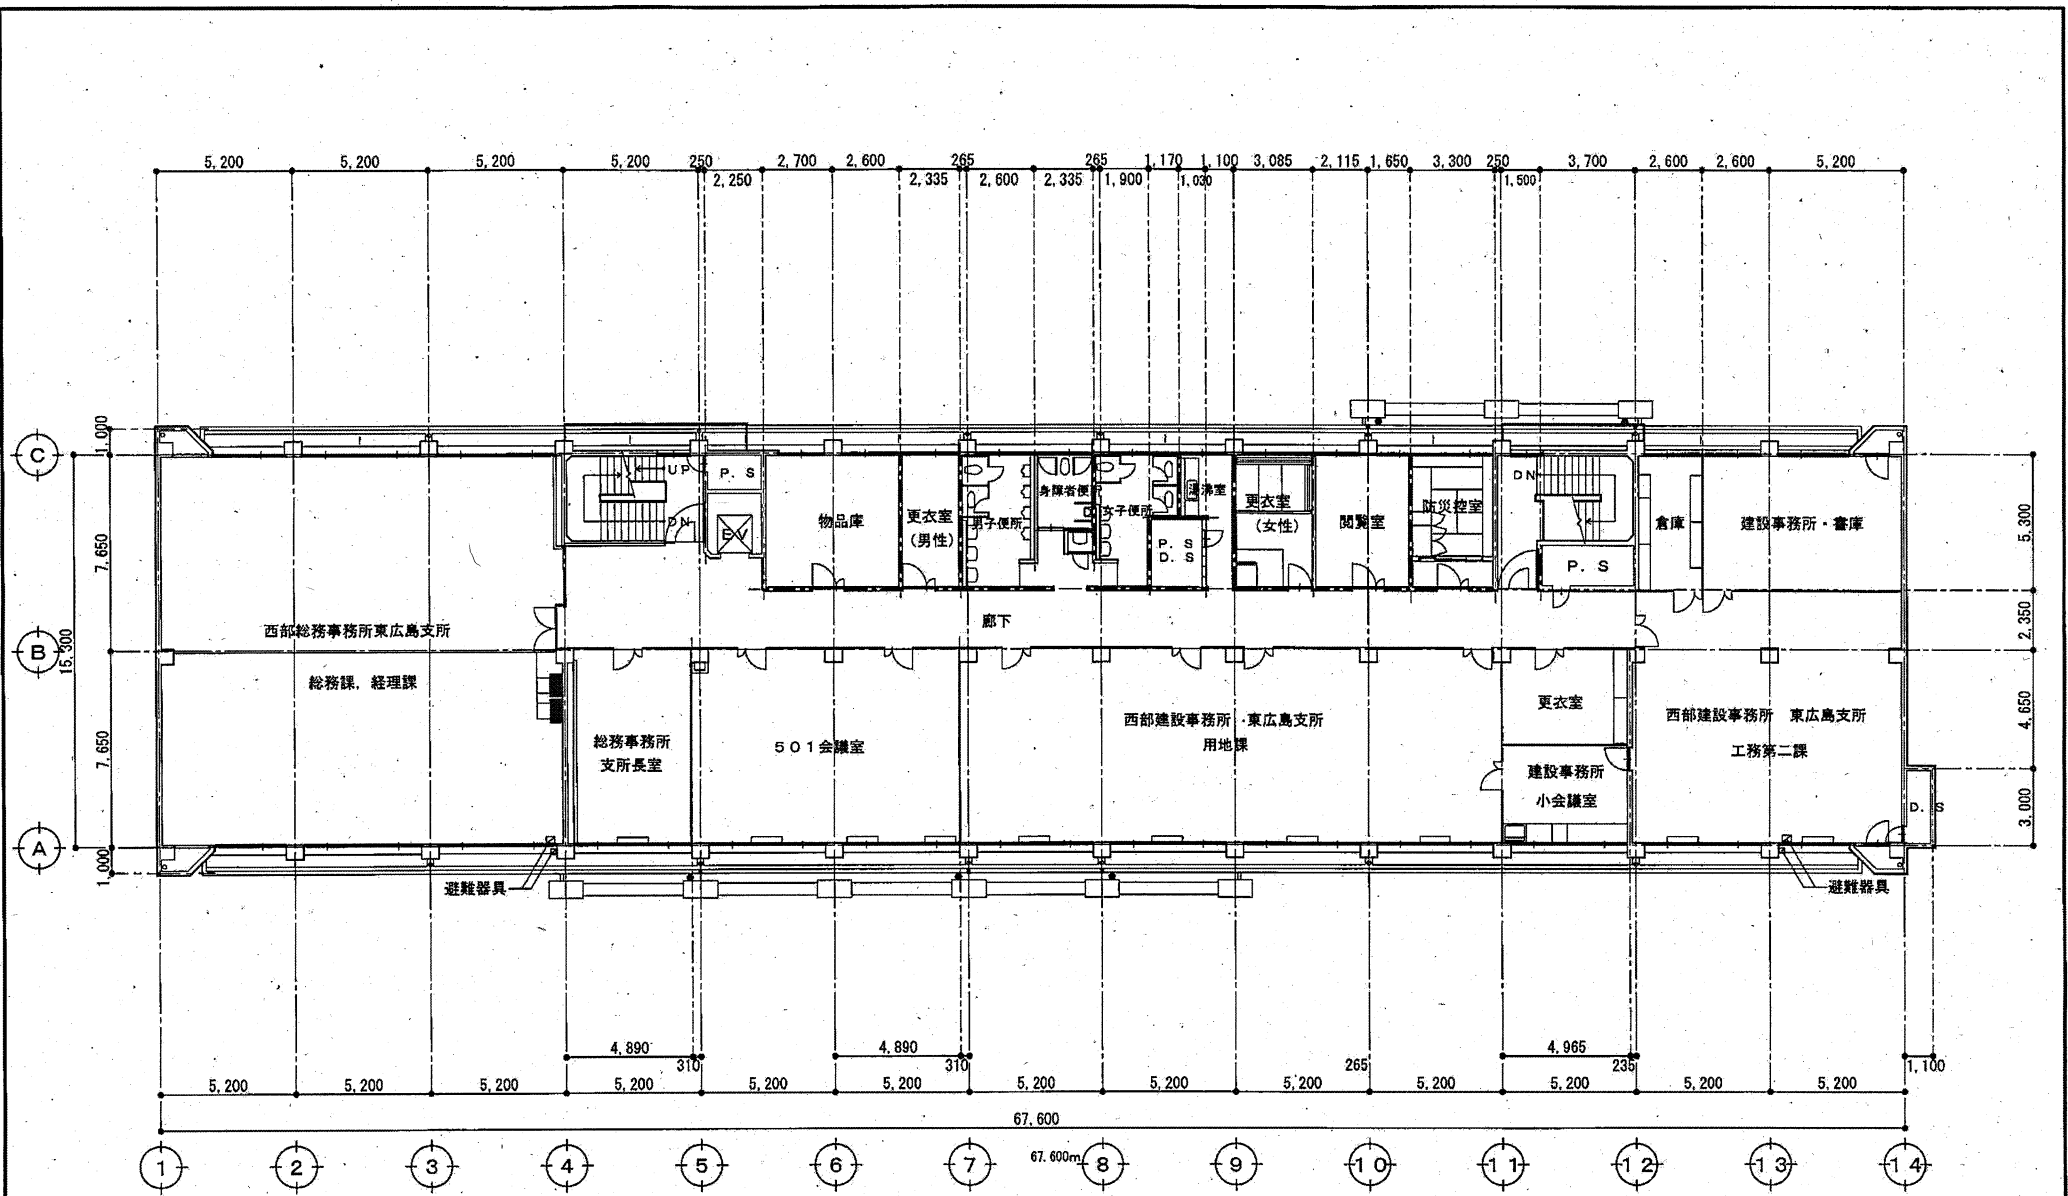 5,200 5,200 5,200 5,200 250 2,700 2,600 265 265 1,170 1,100 3,085 2,115 1,650 3,300 250 3,700 2,600 2,600 5,200
2,250 2,335 2,600 2,335 1,900 1,030 1,500
1,000
C
UP
P.S
DN
EV
物品庫
更衣室
(男性)
男子便所
身障者便所
女子便所
湯沸室
P.S
D.S
更衣室
(女性)
閲覧室
防災控室
DN
P.S
倉庫
建設事務所・書庫
5,300
7,650
15,300
B
西部総務事務所東広島支所
廊下
2,350
総務課，経理課
総務事務所
支所長室
501会議室
西部建設事務所・東広島支所
用地課
更衣室
建設事務所
小会議室
西部建設事務所 東広島支所
工務第二課
4,650
7,650
D.S
3,000
A
1,000
避難器具
避難器具
4,890 4,890 4,965
310 310 265 235 1,100
5,200 5,200 5,200 5,200 5,200 5,200 5,200 5,200 5,200 5,200 5,200 5,200 5,200
67,600
67.600m
1 2 3 4 5 6 7 8 9 10 11 12 13 14